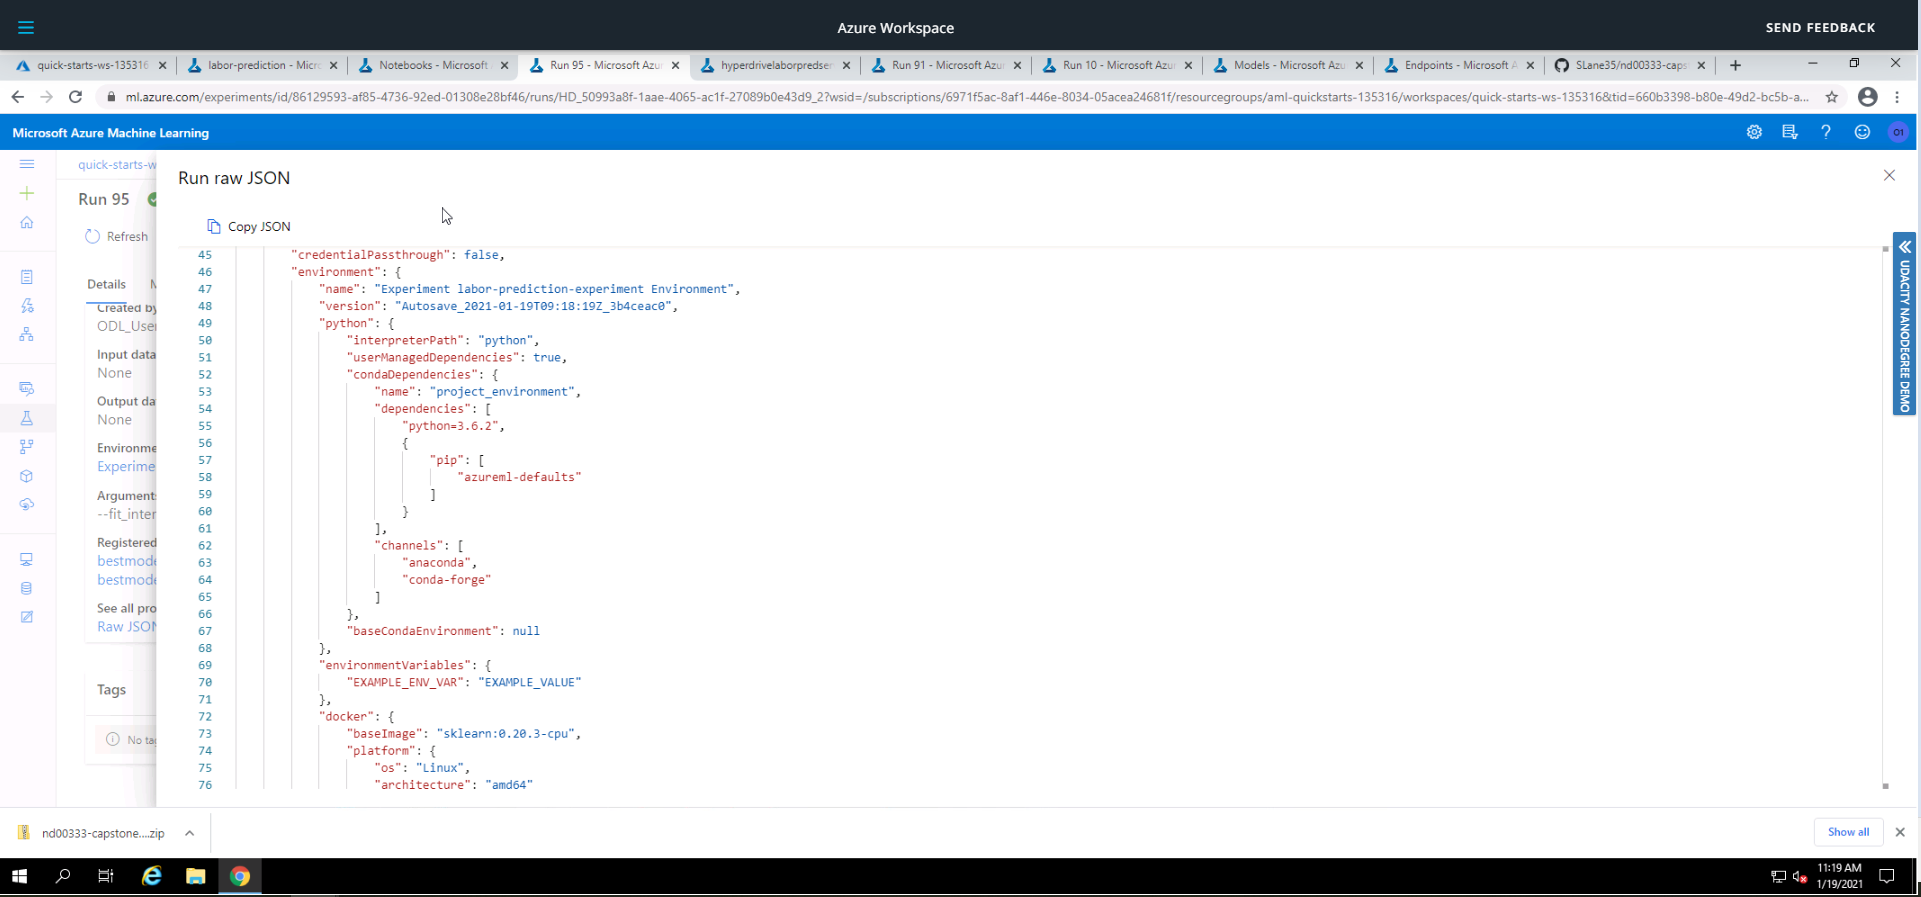 Azure Workspace
SEND FEEDBACK
quick-starts-ws-135316
labor-prediction - Micro
Notebooks - Microsoft
Run 95 - Microsoft Azur
hyperdrivelaborpredser
Run 91 - Microsoft Azur
Run 10 - Microsoft Azur
Models - Microsoft Azu
Endpoints - Microsoft A
SLane35/nd00333-caps
ml.azure.com/experiments/id/86129593-af85-4736-92ed-01308e28bf46/runs/HD_50993a8f-1aae-4065-ac1f-27089b0e43d9_2?wsid=/subscriptions/6971f5ac-8af1-446e-8034-05acea24681f/resourcegroups/aml-quickstarts-135316/workspaces/quick-starts-ws-135316&tid=660b3398-b80e-49d2-bc5b-a...
Microsoft Azure Machine Learning
O1
quick-starts-w
Run 95
Refresh
Details
Created by
ODL_User
Input data
None
Output da
None
Environme
Experime
Arguments
--fit_inter
Registered
bestmode
bestmode
See all pro
Raw JSON
Tags
No tag
Run raw JSON
Copy JSON
45 "credentialPassthrough": false,
46 "environment": {
47 "name": "Experiment labor-prediction-experiment Environment",
48 "version": "Autosave_2021-01-19T09:18:19Z_3b4ceac0",
49 "python": {
50 "interpreterPath": "python",
51 "userManagedDependencies": true,
52 "condaDependencies": {
53 "name": "project_environment",
54 "dependencies": [
55 "python=3.6.2",
56 {
57 "pip": [
58 "azureml-defaults"
59 ]
60 }
61 ],
62 "channels": [
63 "anaconda",
64 "conda-forge"
65 ]
66 },
67 "baseCondaEnvironment": null
68 },
69 "environmentVariables": {
70 "EXAMPLE_ENV_VAR": "EXAMPLE_VALUE"
71 },
72 "docker": {
73 "baseImage": "sklearn:0.20.3-cpu",
74 "platform": {
75 "os": "Linux",
76 "architecture": "amd64"
UDACITY NANODEGREE DEMO
nd00333-capstone....zip
Show all
11:19 AM
1/19/2021